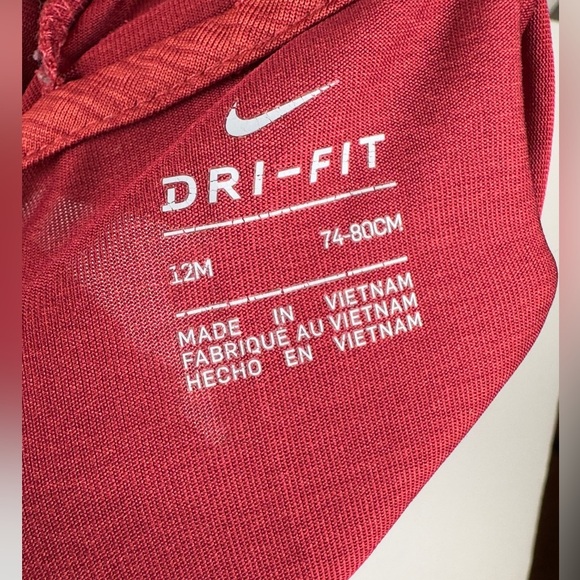 DRI-FIT
12M 74-80CM
MADE IN VIETNAM
FABRIQUE AU VIETNAM
HECHO EN VIETNAM